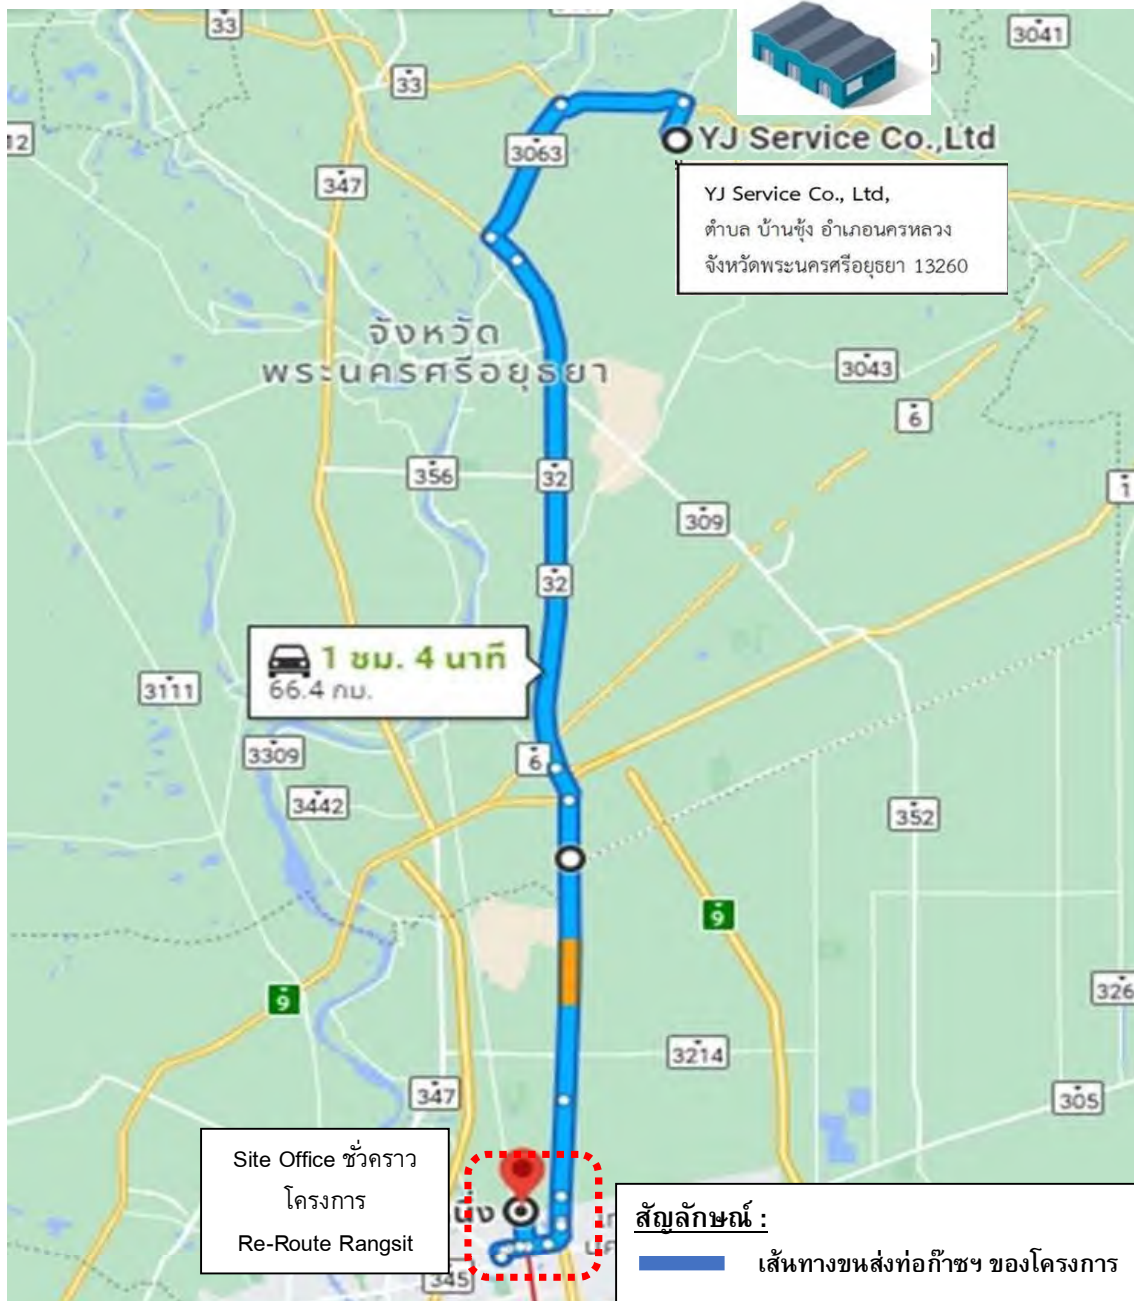 33
3041
33
12
3063
YJ Service Co.,Ltd
347
YJ Service Co., Ltd,
ตำบล บ้านชุ้ง อำเภอนครหลวง
จังหวัดพระนครศรีอยุธยา 13260
จังหวัด
พระนครศรีอยุธยา
3043
6
356
32
1
309
32
1 ชม. 4 นาที
66.4 กม.
3111
3309
6
3442
352
9
9
326
3214
347
305
Site Office ชั่วคราว
โครงการ
Re-Route Rangsit
345
สัญลักษณ์ :
เส้นทางขนส่งท่อก๊าซฯ ของโครงการ